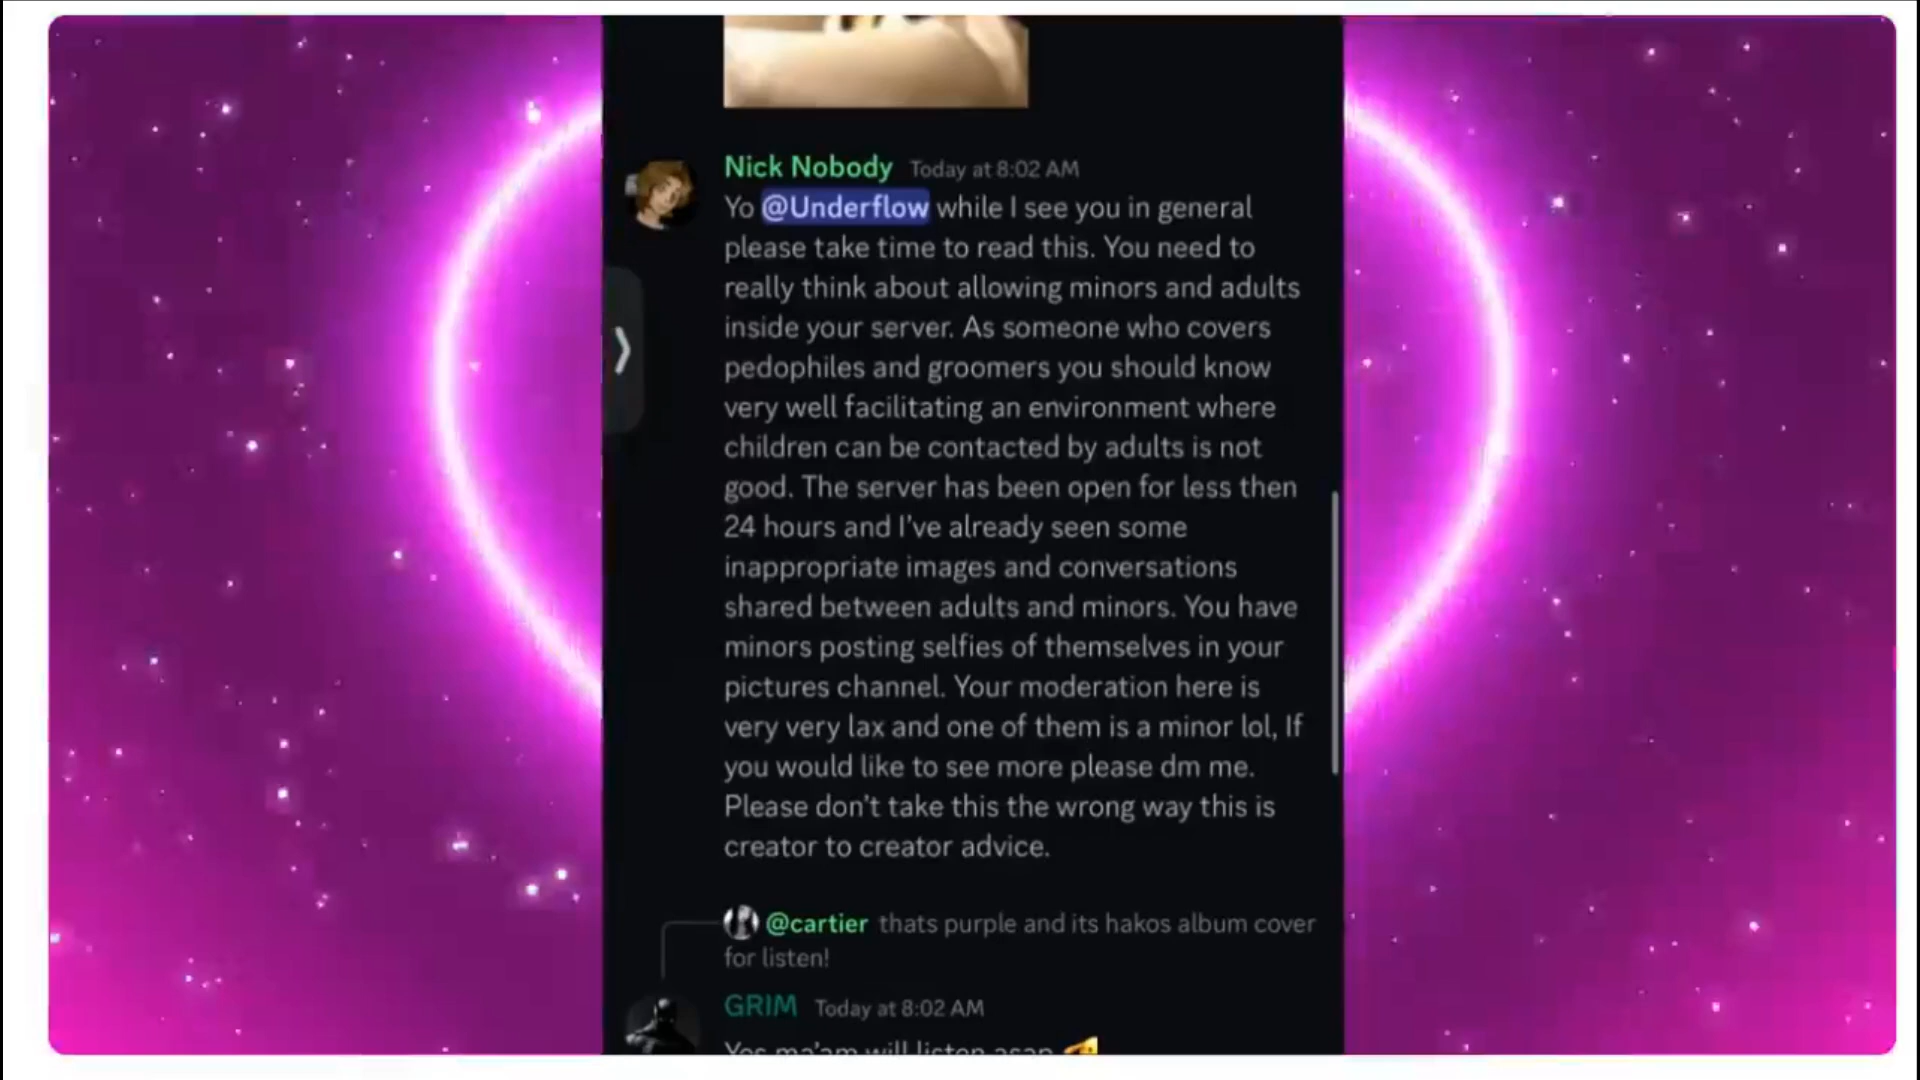 Nick Nobody Today at 8:02 AM
Yo @Underflow while I see you in general
please take time to read this. You need to
really think about allowing minors and adults
inside your server. As someone who covers
pedophiles and groomers you should know
very well facilitating an environment where
children can be contacted by adults is not
good. The server has been open for less then
24 hours and I've already seen some
inappropriate images and conversations
shared between adults and minors. You have
minors posting selfies of themselves in your
pictures channel. Your moderation here is
very very lax and one of them is a minor lol, If
you would like to see more please dm me.
Please don't take this the wrong way this is
creator to creator advice.
@cartier thats purple and its hakos album cover
for listen!
GRIM Today at 8:02 AM
Yes ma'am will listen asap